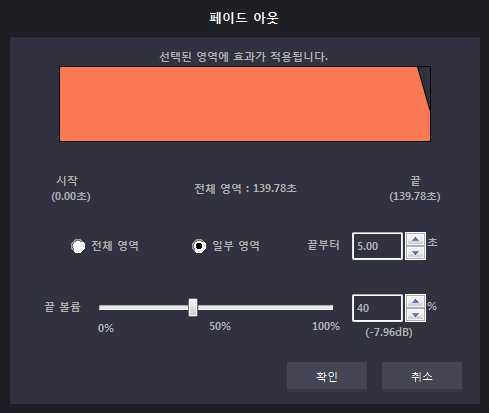 페이드 아웃
선택된 영역에 효과가 적용됩니다.
시작
(0.00초)
전체 영역 : 139.78초
끝
(139.78초)
전체 영역
일부 영역
끝부터
5.00
초
끝 볼륨
0%
50%
100%
40
%
(-7.96dB)
확인
취소